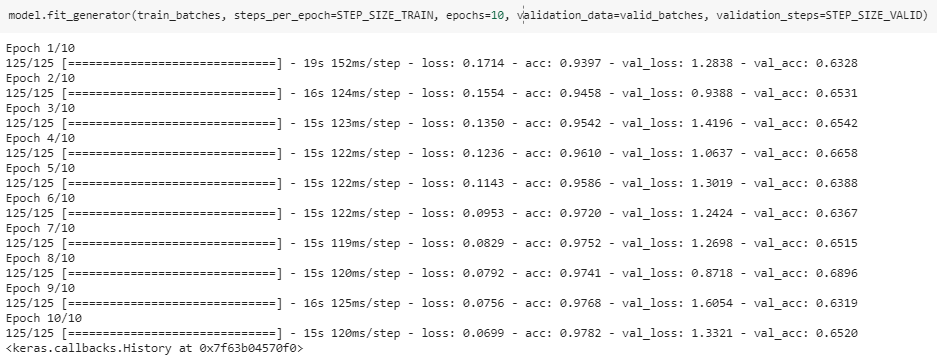 model.fit_generator(train_batches, steps_per_epoch=STEP_SIZE_TRAIN, epochs=10, validation_data=valid_batches, validation_steps=STEP_SIZE_VALID)
Epoch 1/10
125/125 [==============================] - 19s 152ms/step - loss: 0.1714 - acc: 0.9397 - val_loss: 1.2838 - val_acc: 0.6328
Epoch 2/10
125/125 [==============================] - 16s 124ms/step - loss: 0.1554 - acc: 0.9458 - val_loss: 0.9388 - val_acc: 0.6531
Epoch 3/10
125/125 [==============================] - 15s 123ms/step - loss: 0.1350 - acc: 0.9542 - val_loss: 1.4196 - val_acc: 0.6542
Epoch 4/10
125/125 [==============================] - 15s 122ms/step - loss: 0.1236 - acc: 0.9610 - val_loss: 1.0637 - val_acc: 0.6658
Epoch 5/10
125/125 [==============================] - 15s 122ms/step - loss: 0.1143 - acc: 0.9586 - val_loss: 1.3019 - val_acc: 0.6388
Epoch 6/10
125/125 [==============================] - 15s 122ms/step - loss: 0.0953 - acc: 0.9720 - val_loss: 1.2424 - val_acc: 0.6367
Epoch 7/10
125/125 [==============================] - 15s 119ms/step - loss: 0.0829 - acc: 0.9752 - val_loss: 1.2698 - val_acc: 0.6515
Epoch 8/10
125/125 [==============================] - 15s 120ms/step - loss: 0.0792 - acc: 0.9741 - val_loss: 0.8718 - val_acc: 0.6896
Epoch 9/10
125/125 [==============================] - 16s 125ms/step - loss: 0.0756 - acc: 0.9768 - val_loss: 1.6054 - val_acc: 0.6319
Epoch 10/10
125/125 [==============================] - 15s 120ms/step - loss: 0.0699 - acc: 0.9782 - val_loss: 1.3321 - val_acc: 0.6520
<keras.callbacks.History at 0x7f63b04570f0>